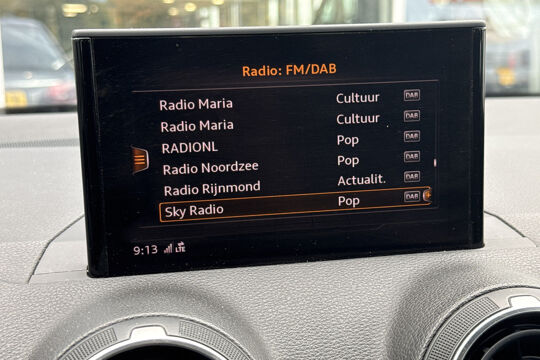 Radio: FM/DAB
Radio Maria Cultuur DAB
Radio Maria Cultuur DAB
RADIONL Pop DAB
Radio Noordzee Pop DAB
Radio Rijnmond Actualit. DAB
Sky Radio Pop DAB
9:13 LTE